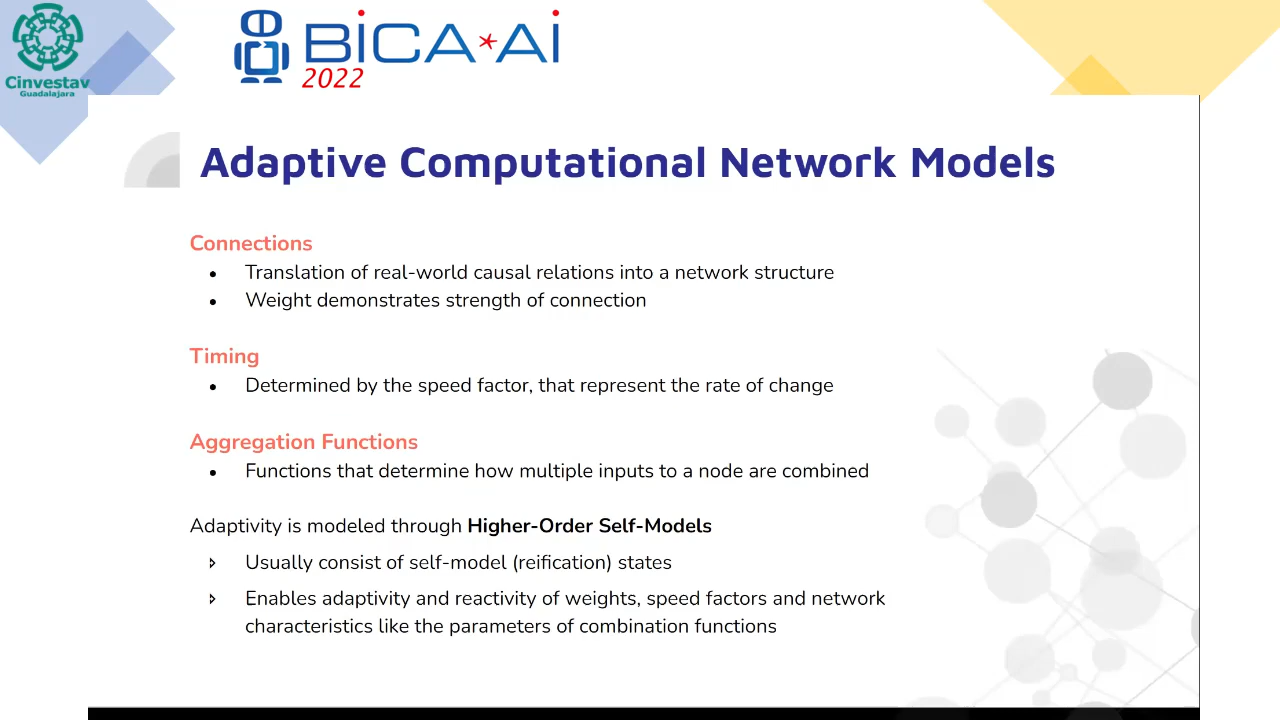 Cinvestav
Guadalajara
BiCA*Ai
2022
Adaptive Computational Network Models
Connections
• Translation of real-world causal relations into a network structure
• Weight demonstrates strength of connection
Timing
• Determined by the speed factor, that represent the rate of change
Aggregation Functions
• Functions that determine how multiple inputs to a node are combined
Adaptivity is modeled through Higher-Order Self-Models
Usually consist of self-model (reification) states
Enables adaptivity and reactivity of weights, speed factors and network
characteristics like the parameters of combination functions